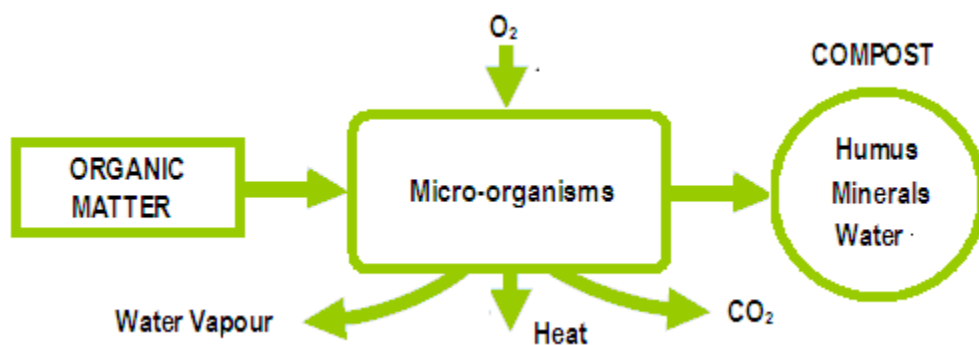 O₂
COMPOST
ORGANIC
MATTER
Micro-organisms
Humus
Minerals
Water
Water Vapour
Heat
CO₂